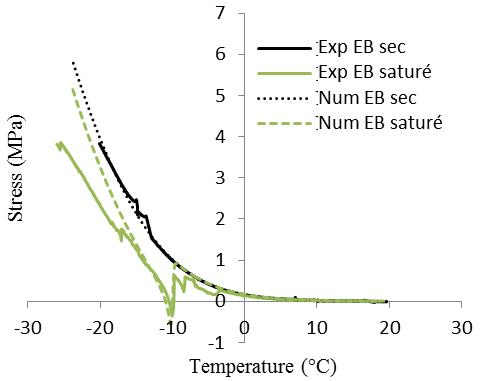 7
6
5
4
3
2
1
0
-1
-30 -20 -10 0 10 20 30
Stress (MPa)
Temperature (°C)
Exp EB sec
Exp EB saturé
Num EB sec
Num EB saturé